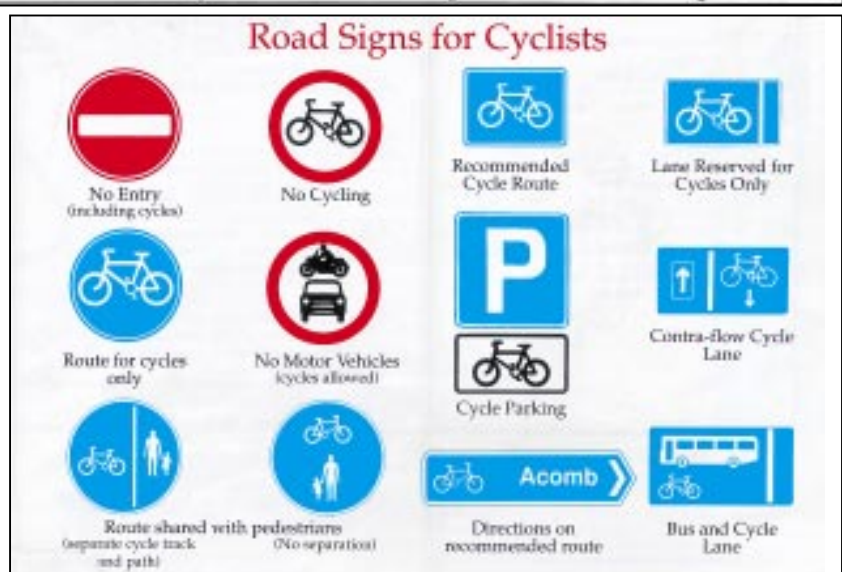 Road Signs for Cyclists
No Entry
(including cycles)
No Cycling
Recommended
Cycle Route
Lane Reserved for
Cycles Only
Route for cycles
only
No Motor Vehicles
(cycles allowed)
P
Cycle Parking
Contra-flow Cycle
Lane
Route shared with pedestrians
(separate cycle track
and path)
(No separation)
Acomb
Directions on
recommended route
Bus and Cycle
Lane